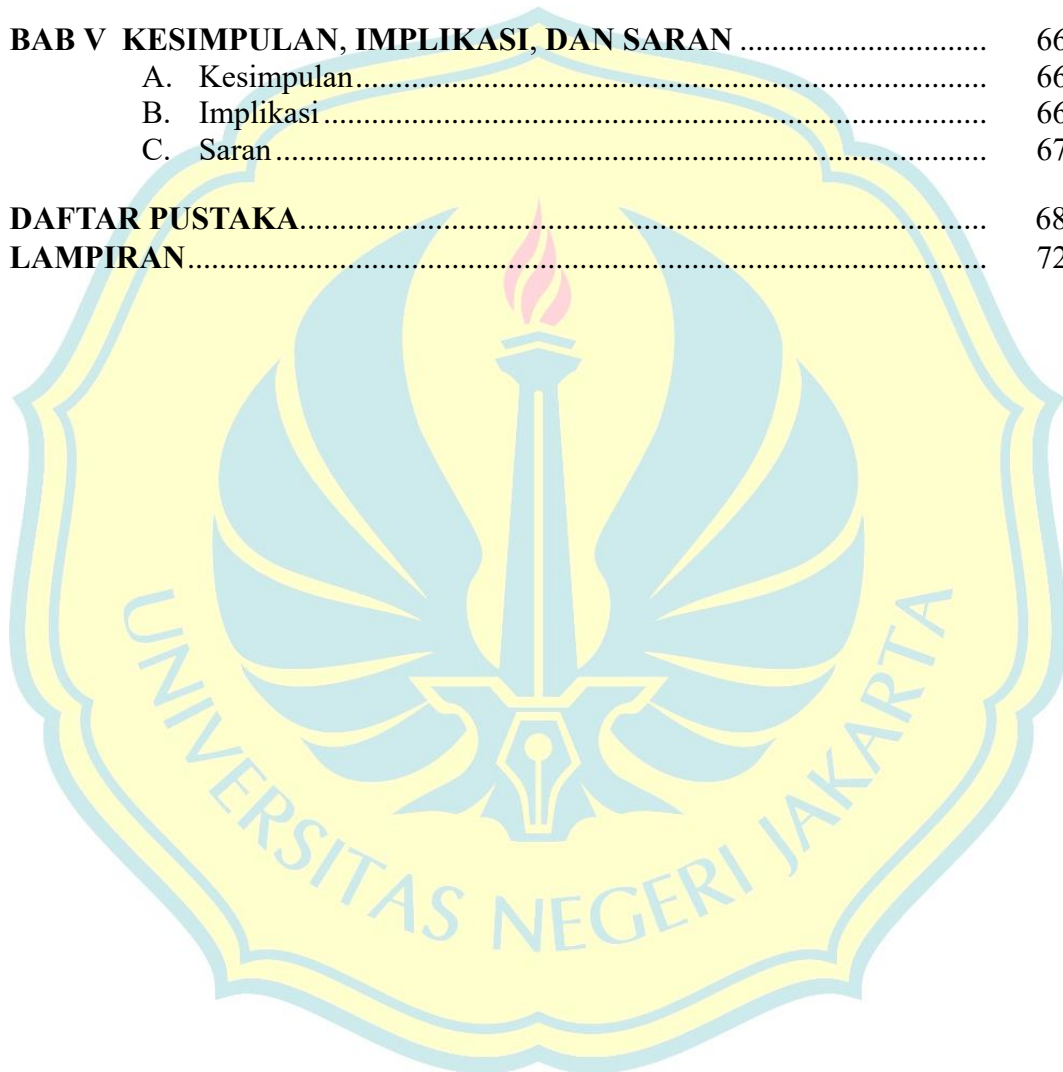 BAB V KESIMPULAN, IMPLIKASI, DAN SARAN ............................... 66
A. Kesimpulan............................................................................... 66
B. Implikasi................................................................................... 66
C. Saran......................................................................................... 67
DAFTAR PUSTAKA...................................................................................... 68
LAMPIRAN.................................................................................................... 72
UNIVERSITAS NEGERI JAKARTA